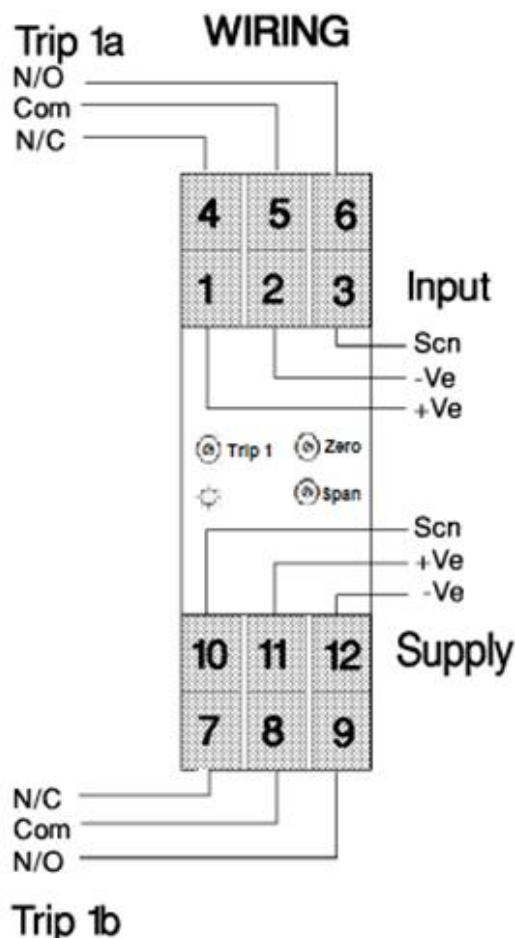 WIRING
Trip 1a
N/O
Com
N/C
4 5 6
1 2 3
Input
Scn
-Ve
+Ve
Trip 1 Zero
Span
Scn
+Ve
-Ve
10 11 12
Supply
7 8 9
N/C
Com
N/O
Trip 1b